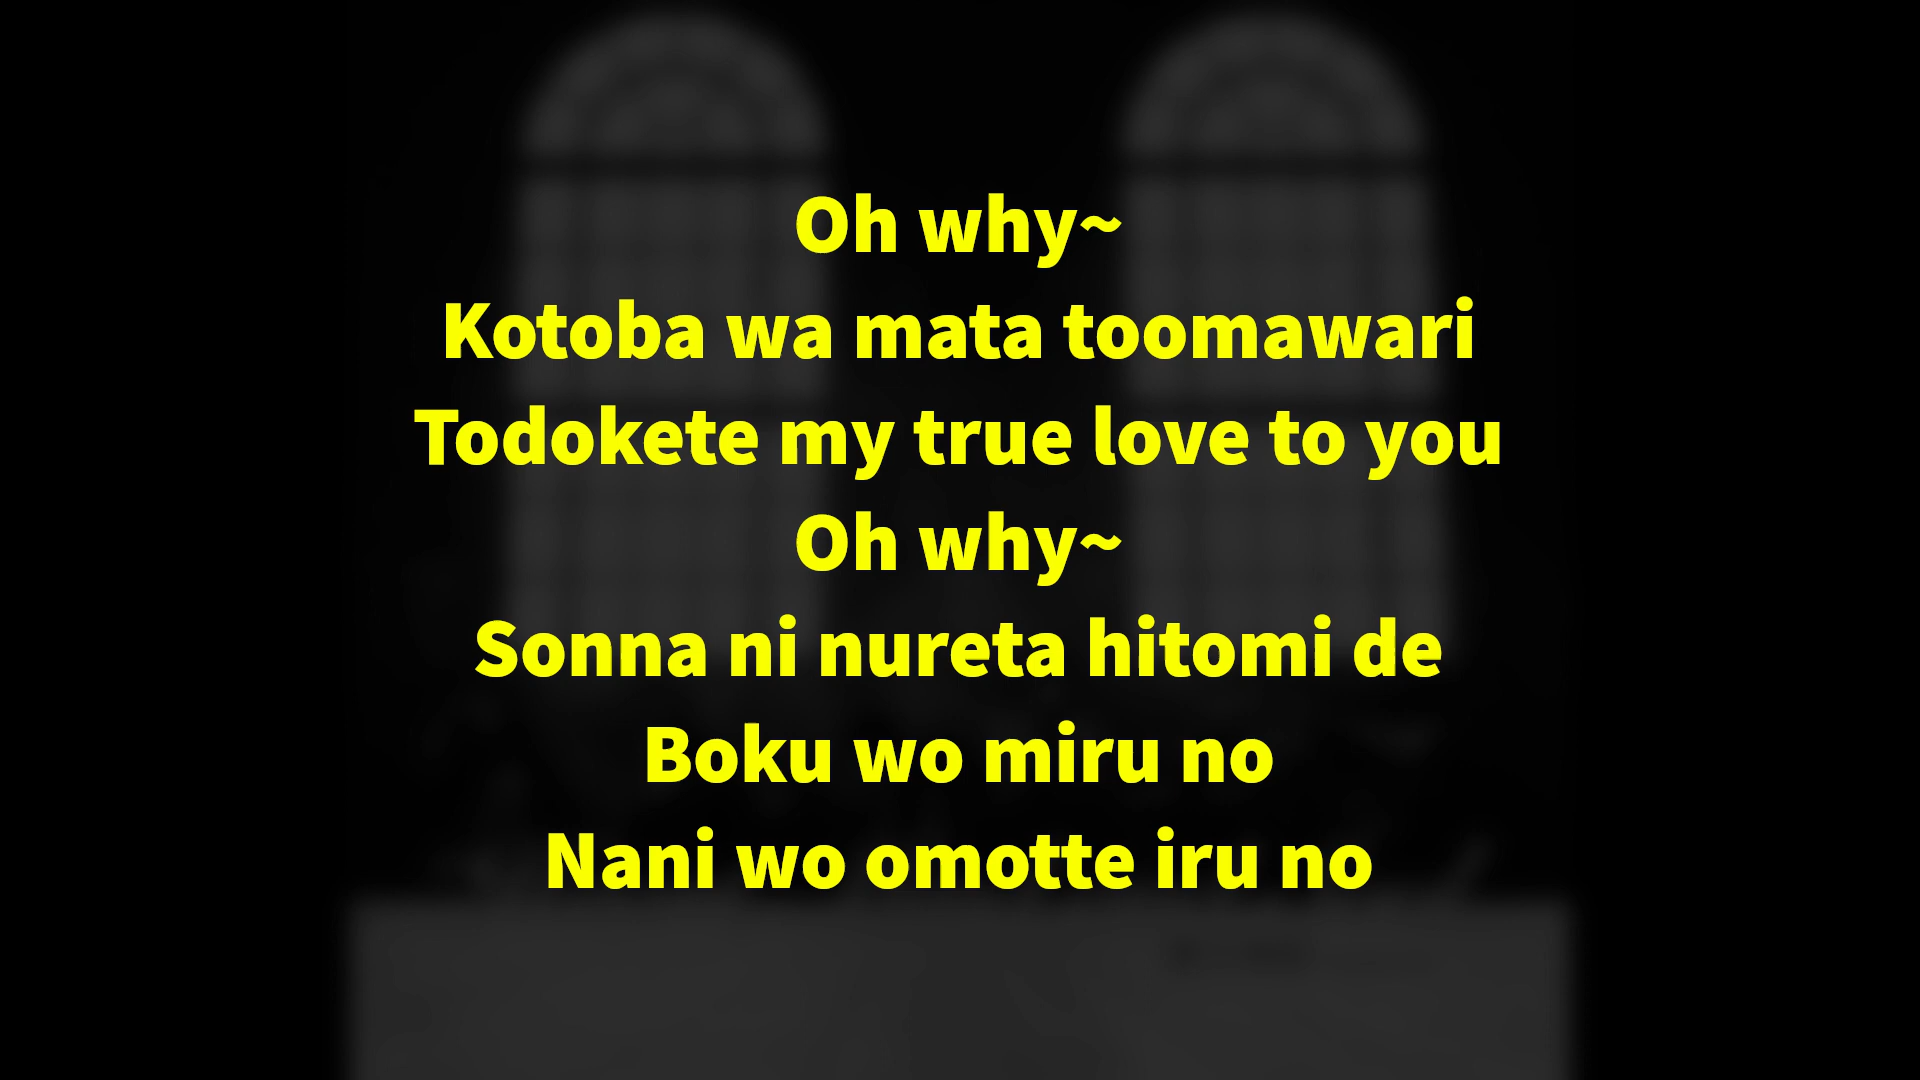 Oh why~
Kotoba wa mata toomawari
Todokete my true love to you
Oh why~
Sonna ni nureta hitomi de
Boku wo miru no
Nani wo omotte iru no